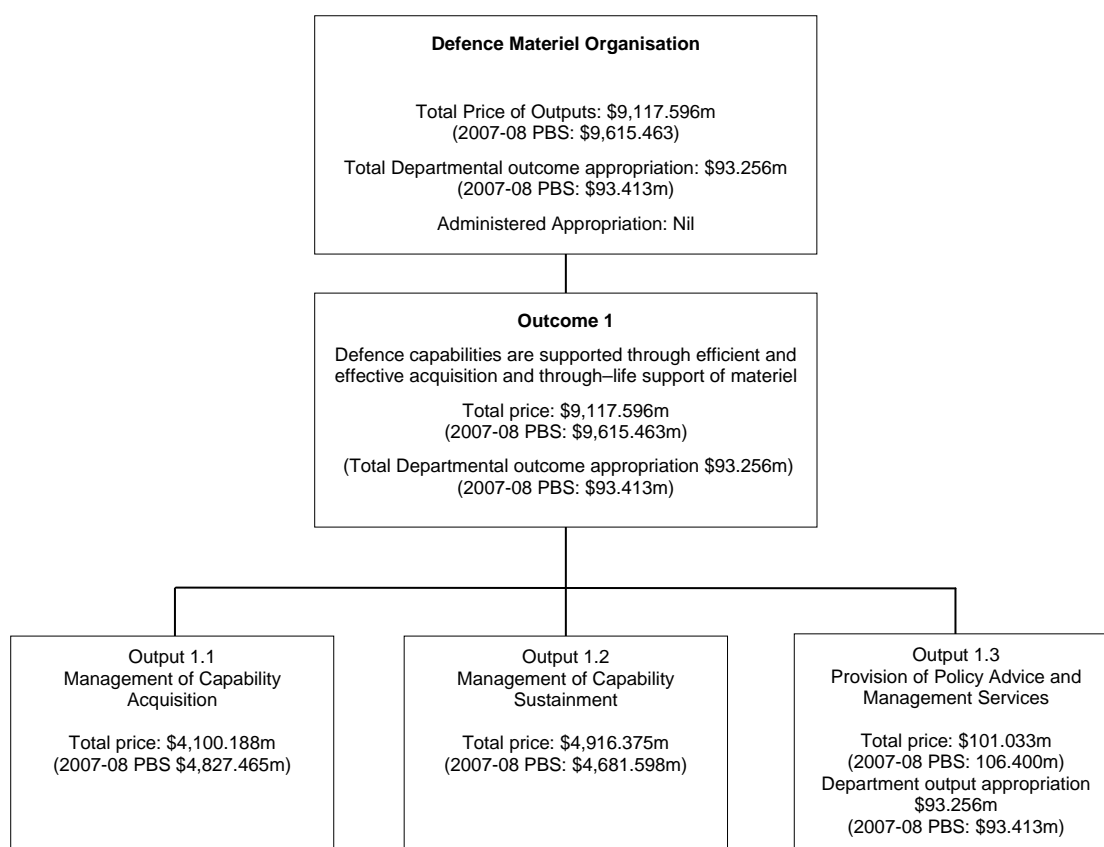 Defence Materiel Organisation
Total Price of Outputs: $9,117.596m
(2007-08 PBS: $9,615.463)
Total Departmental outcome appropriation: $93.256m
(2007-08 PBS: $93.413m)
Administered Appropriation: Nil
Outcome 1
Defence capabilities are supported through efficient and
effective acquisition and through–life support of materiel
Total price: $9,117.596m
(2007-08 PBS: $9,615.463m)
(Total Departmental outcome appropriation $93.256m)
(2007-08 PBS: $93.413m)
Output 1.1
Management of Capability
Acquisition
Total price: $4,100.188m
(2007-08 PBS $4,827.465m)
Output 1.2
Management of Capability
Sustainment
Total price: $4,916.375m
(2007-08 PBS: $4,681.598m)
Output 1.3
Provision of Policy Advice and
Management Services
Total price: $101.033m
(2007-08 PBS: 106.400m)
Department output appropriation
$93.256m
(2007-08 PBS: $93.413m)